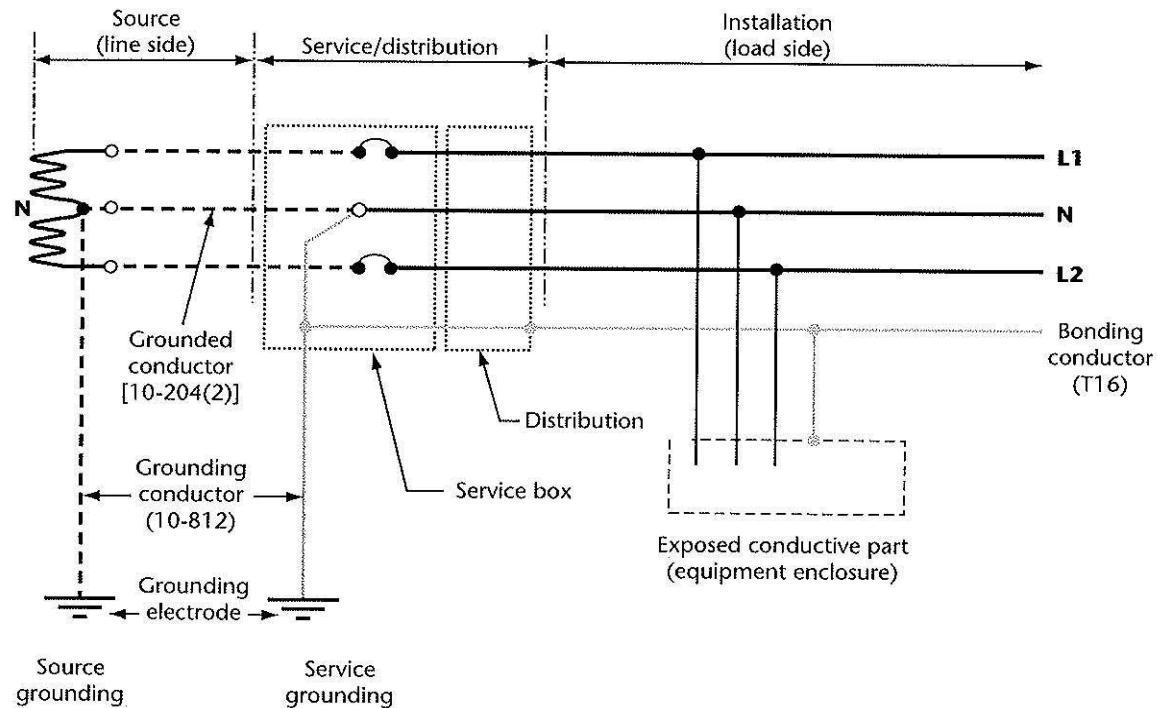 Source
(line side)
Service/distribution
Installation
(load side)
L1
N
N
L2
Grounded
conductor
[10-204(2)]
Bonding
conductor
(T16)
Distribution
Grounding
conductor
(10-812)
Service box
Exposed conductive part
(equipment enclosure)
Grounding
electrode
Source
grounding
Service
grounding